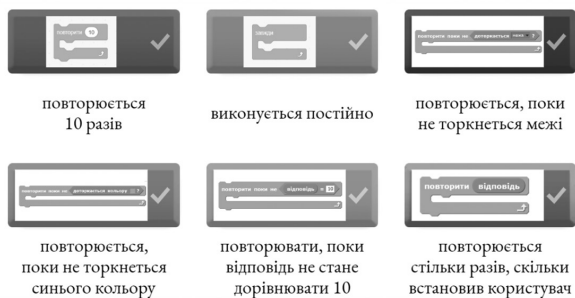 повторити 10
завжди
повторити поки не доторкається межі ?
повторюється
10 разів
виконується постійно
повторюється, поки
не торкнеться межі
повторити поки не доторкається кольору ?
повторити поки не відповідь =
повторити відповідь
повторюється,
поки не торкнеться
синього кольору
повторювати, поки
відповідь не стане
дорівнювати 10
повторюється
стільки разів, скільки
встановив користувач